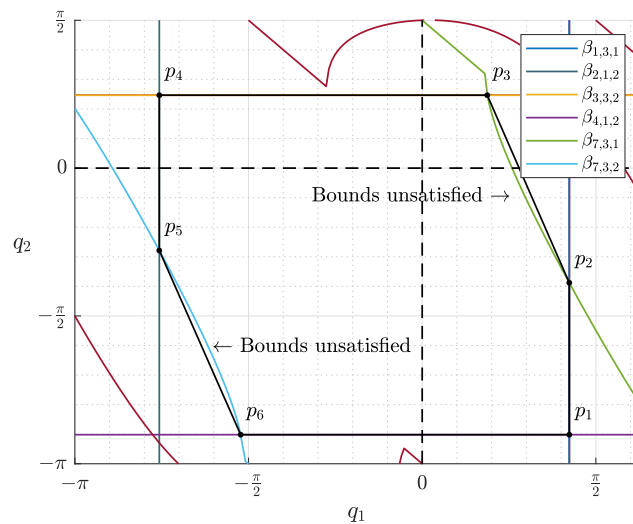 π/2
0
−π/2
−π
q₂
p₄
p₃
β₁,₃,₁
β₂,₁,₂
β₃,₃,₂
β₄,₁,₂
β₇,₃,₁
β₇,₃,₂
Bounds unsatisfied →
p₅
p₂
← Bounds unsatisfied
p₆
p₁
−π
−π/2
0
π/2
q₁